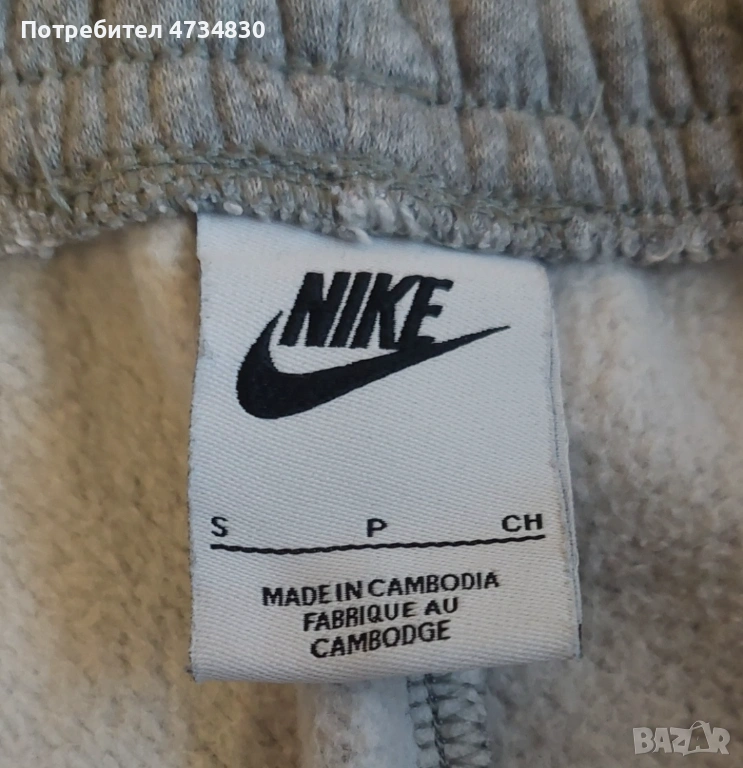 Потребител 4734830
NIKE
S P CH
MADE IN CAMBODIA
FABRIQUE AU
CAMBODGE
BAZAR